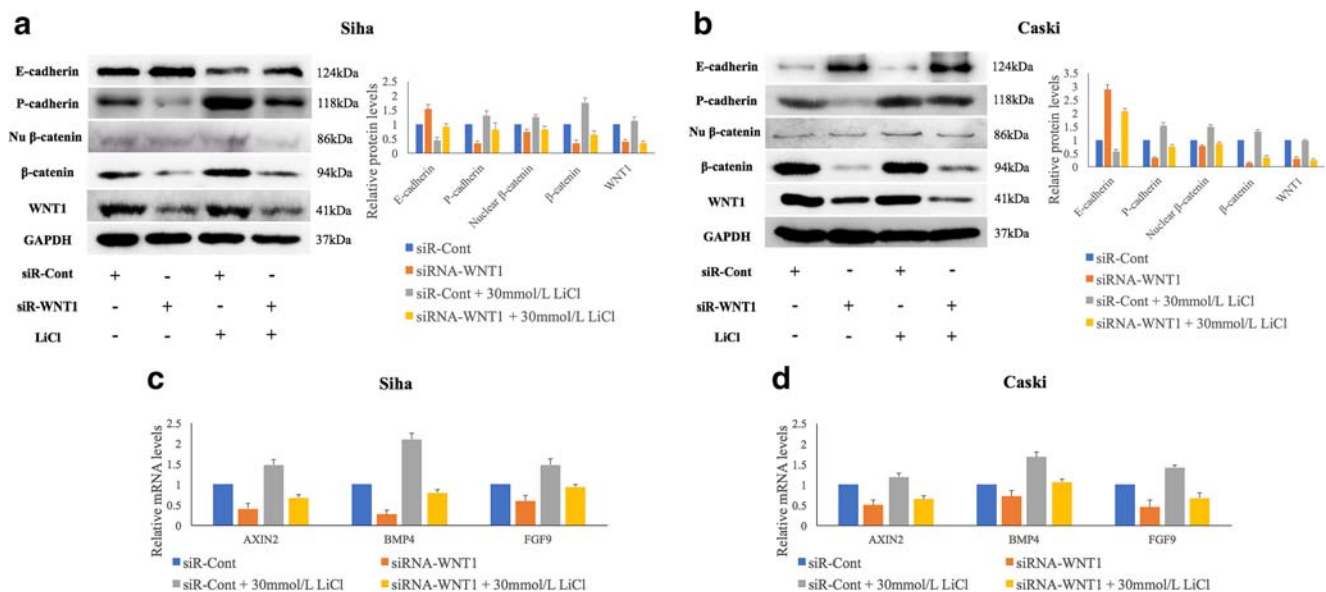 a
Siha
E-cadherin 124kDa
P-cadherin 118kDa
Nu β-catenin 86kDa
β-catenin 94kDa
WNT1 41kDa
GAPDH 37kDa
siR-Cont + - + -
siR-WNT1 - + - +
LiCl - - + +
Relative protein levels
2.5
2
1.5
1
0.5
0
E-cadherin
P-cadherin
Nuclear β-catenin
β-catenin
WNT1
siR-Cont
siRNA-WNT1
siR-Cont + 30mmol/L LiCl
siRNA-WNT1 + 30mmol/L LiCl
b
Caski
E-cadherin 124kDa
P-cadherin 118kDa
Nu β-catenin 86kDa
β-catenin 94kDa
WNT1 41kDa
GAPDH 37kDa
siR-Cont + - + -
siR-WNT1 - + - +
LiCl - - + +
Relative protein levels
3.5
3
2.5
2
1.5
1
0.5
0
E-cadherin
P-cadherin
Nuclear β-catenin
β-catenin
WNT1
siR-Cont
siRNA-WNT1
siR-Cont + 30mmol/L LiCl
siRNA-WNT1 + 30mmol/L LiCl
c
Siha
Relative mRNA levels
2.5
2
1.5
1
0.5
0
AXIN2 BMP4 FGF9
siR-Cont siRNA-WNT1
siR-Cont + 30mmol/L LiCl siRNA-WNT1 + 30mmol/L LiCl
d
Caski
Relative mRNA levels
2.5
2
1.5
1
0.5
0
AXIN2 BMP4 FGF9
siR-Cont siRNA-WNT1
siR-Cont + 30mmol/L LiCl siRNA-WNT1 + 30mmol/L LiCl